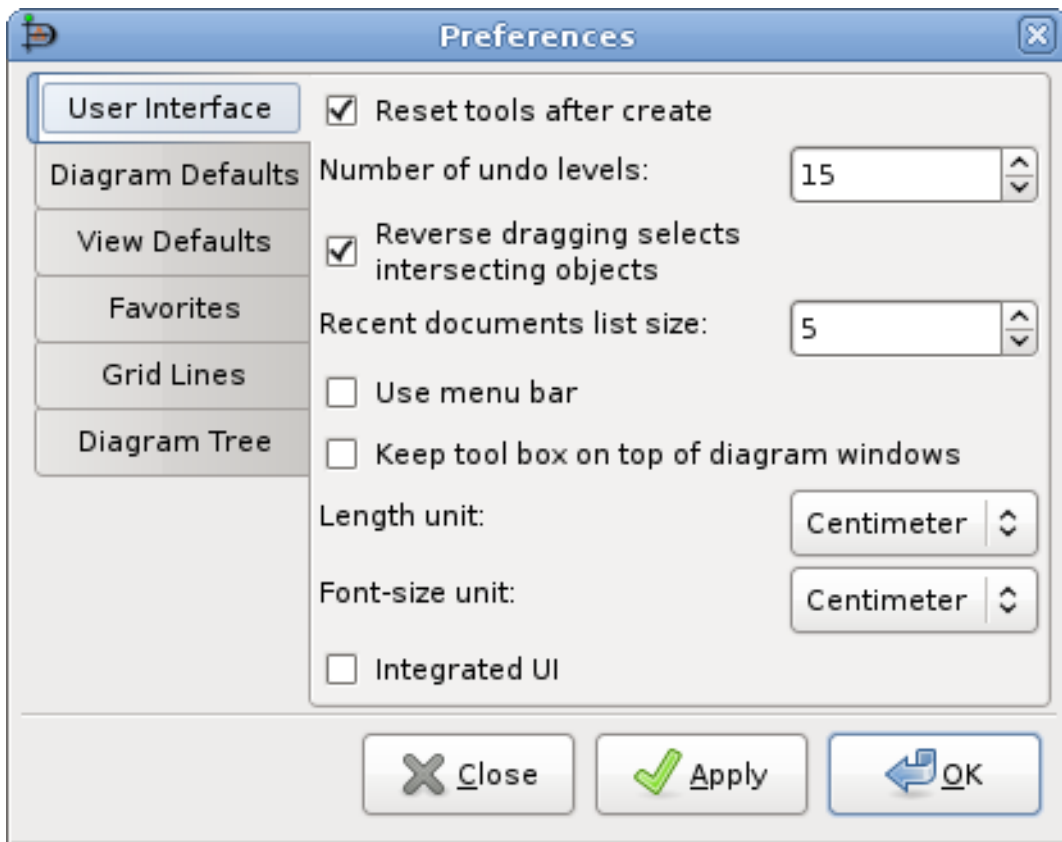 Preferences
User Interface
Diagram Defaults
View Defaults
Favorites
Grid Lines
Diagram Tree
Reset tools after create
Number of undo levels: 15
Reverse dragging selects
intersecting objects
Recent documents list size: 5
Use menu bar
Keep tool box on top of diagram windows
Length unit: Centimeter
Font-size unit: Centimeter
Integrated UI
Close Apply OK